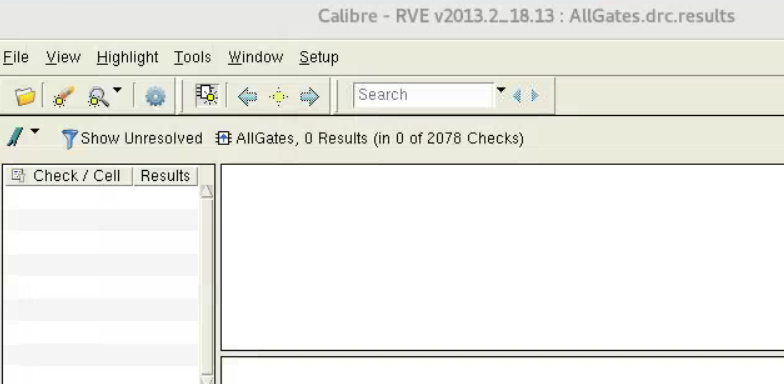 Calibre - RVE v2013.2_18.13 : AllGates.drc.results
File View Highlight Tools Window Setup
Search
Show Unresolved AllGates, 0 Results (in 0 of 2078 Checks)
Check / Cell Results